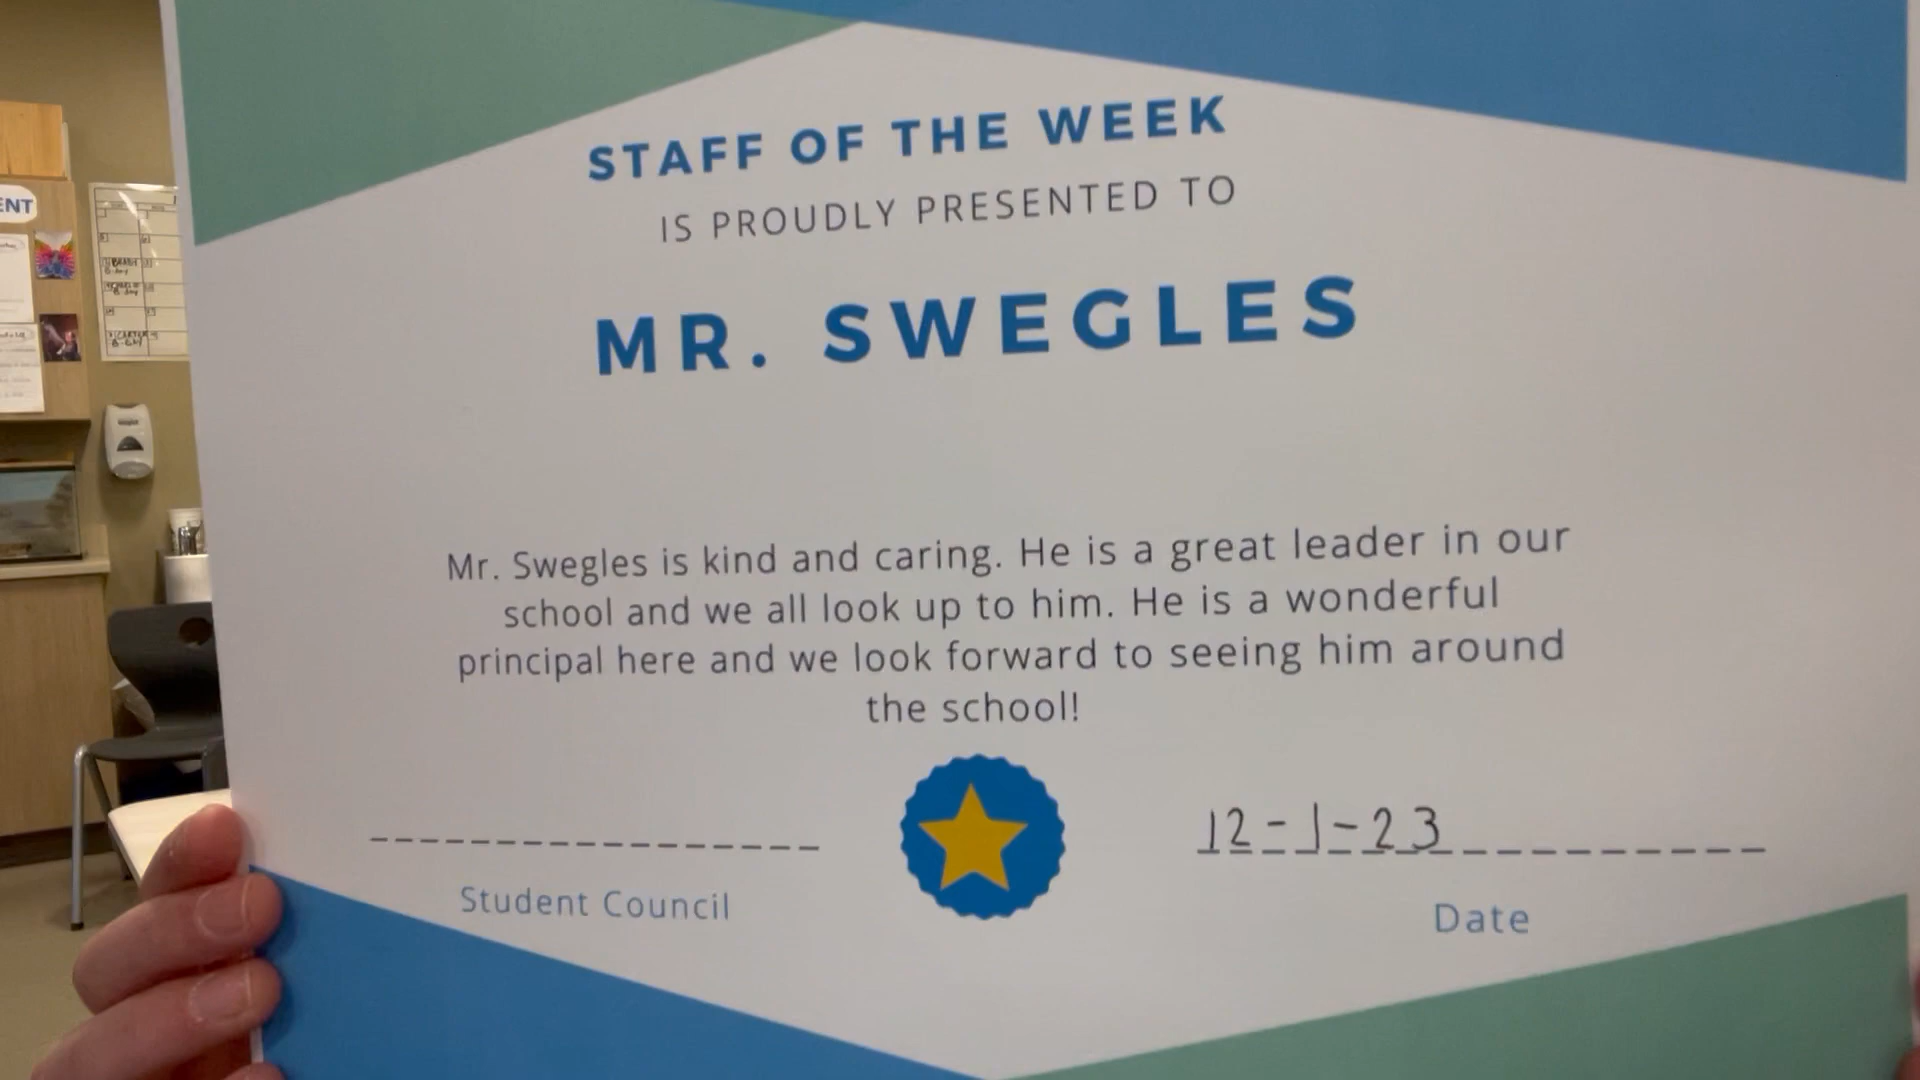 STAFF OF THE WEEK
IS PROUDLY PRESENTED TO
MR. SWEGLES
Mr. Swegles is kind and caring. He is a great leader in our
school and we all look up to him. He is a wonderful
principal here and we look forward to seeing him around
the school!
12-1-23
Student Council
Date
ENT